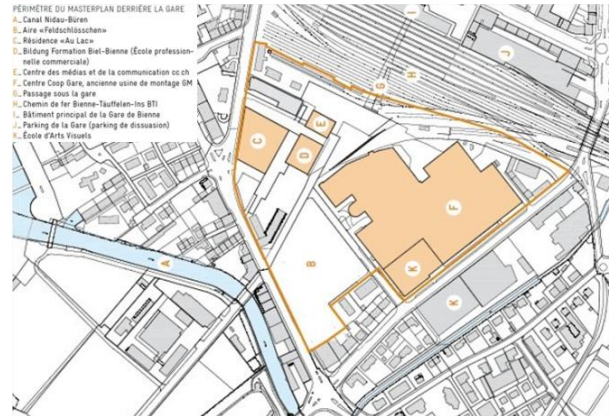 PÉRIMÈTRE DU MASTERPLAN DERRIÈRE LA GARE
A_ Canal Nidau-Büren
B_ Aire «Feldschlösschen»
C_ Résidence «Au Lac»
D_ Bildung Formation Biel-Bienne (École profession-
nelle commerciale)
E_ Centre des médias et de la communication cc.ch
F_ Centre Coop Gare, ancienne usine de montage GM
G_ Passage sous la gare
H_ Chemin de fer Bienne-Täuffelen-Ins BTI
I_ Bâtiment principal de la Gare de Bienne
J_ Parking de la Gare (parking de dissuasion)
K_ École d'Arts Visuels
I
J
H
G
E
C
D
F
A
B
K
K